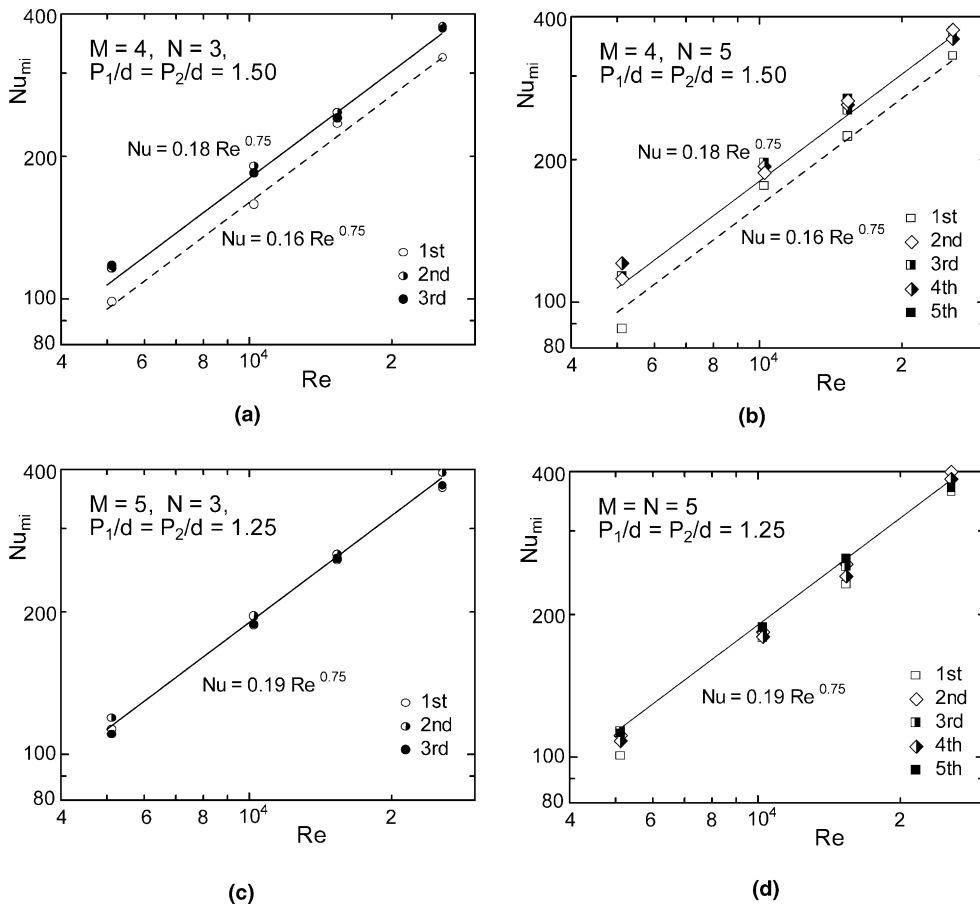 400
M = 4, N = 3,
P1/d = P2/d = 1.50
Numi
200
Nu = 0.18 Re^0.75
Nu = 0.16 Re^0.75
1st
2nd
3rd
100
80
4
6
8
10^4
2
Re
(a)
400
M = 4, N = 5
P1/d = P2/d = 1.50
Numi
200
Nu = 0.18 Re^0.75
Nu = 0.16 Re^0.75
1st
2nd
3rd
4th
5th
100
80
4
6
8
10^4
2
Re
(b)
400
M = 5, N = 3,
P1/d = P2/d = 1.25
Numi
200
Nu = 0.19 Re^0.75
1st
2nd
3rd
100
80
4
6
8
10^4
2
Re
(c)
400
M = N = 5
P1/d = P2/d = 1.25
Numi
200
Nu = 0.19 Re^0.75
1st
2nd
3rd
4th
5th
100
80
4
6
8
10^4
2
Re
(d)